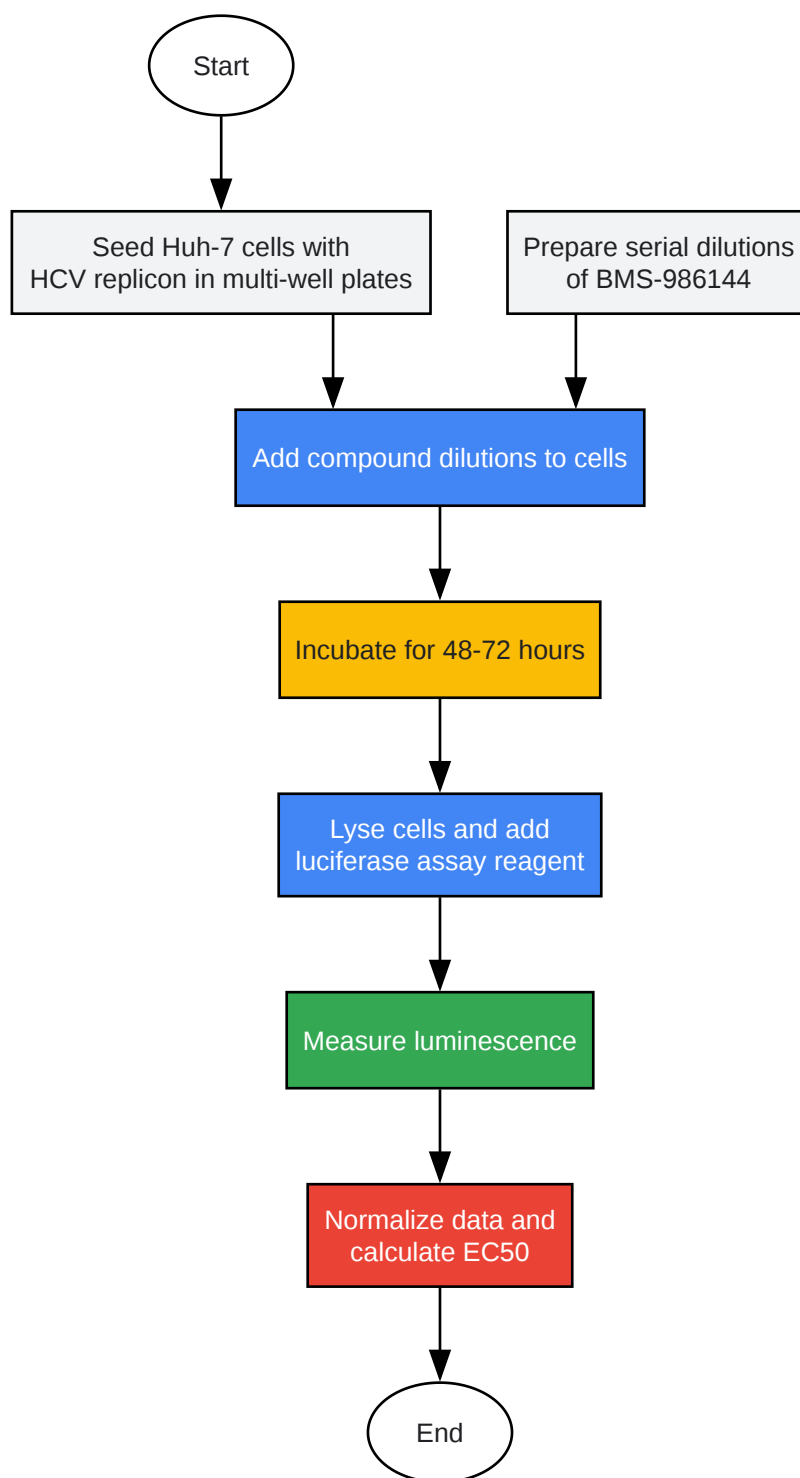 Start
Seed Huh-7 cells with
HCV replicon in multi-well plates
Prepare serial dilutions
of BMS-986144
Add compound dilutions to cells
Incubate for 48-72 hours
Lyse cells and add
luciferase assay reagent
Measure luminescence
Normalize data and
calculate EC50
End